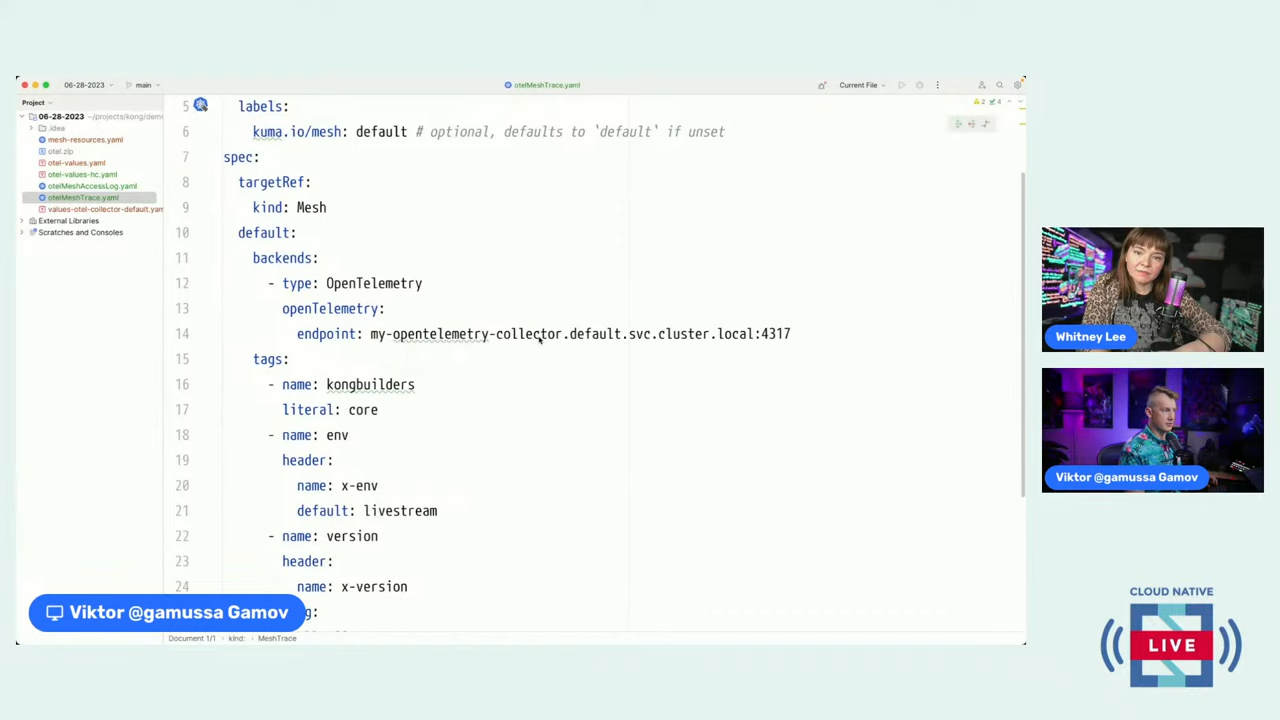 06-28-2023
main
otelMeshTrace.yaml
Current File
Project
06-28-2023 ~/projects/kong/dem
.idea
mesh-resources.yaml
otel.zip
otel-values.yaml
otel-values-hc.yaml
otelMeshAccessLog.yaml
otelMeshTrace.yaml
values-otel-collector-default.yam
External Libraries
Scratches and Consoles
2 4
5 labels:
6 kuma.io/mesh: default # optional, defaults to `default` if unset
7 spec:
8 targetRef:
9 kind: Mesh
10 default:
11 backends:
12 - type: OpenTelemetry
13 openTelemetry:
14 endpoint: my-opentelemetry-collector.default.svc.cluster.local:4317
15 tags:
16 - name: kongbuilders
17 literal: core
18 - name: env
19 header:
20 name: x-env
21 default: livestream
22 - name: version
23 header:
24 name: x-version
Document 1/1 kind: MeshTrace
Viktor @gamussa Gamov
Whitney Lee
Viktor @gamussa Gamov
CLOUD NATIVE
LIVE